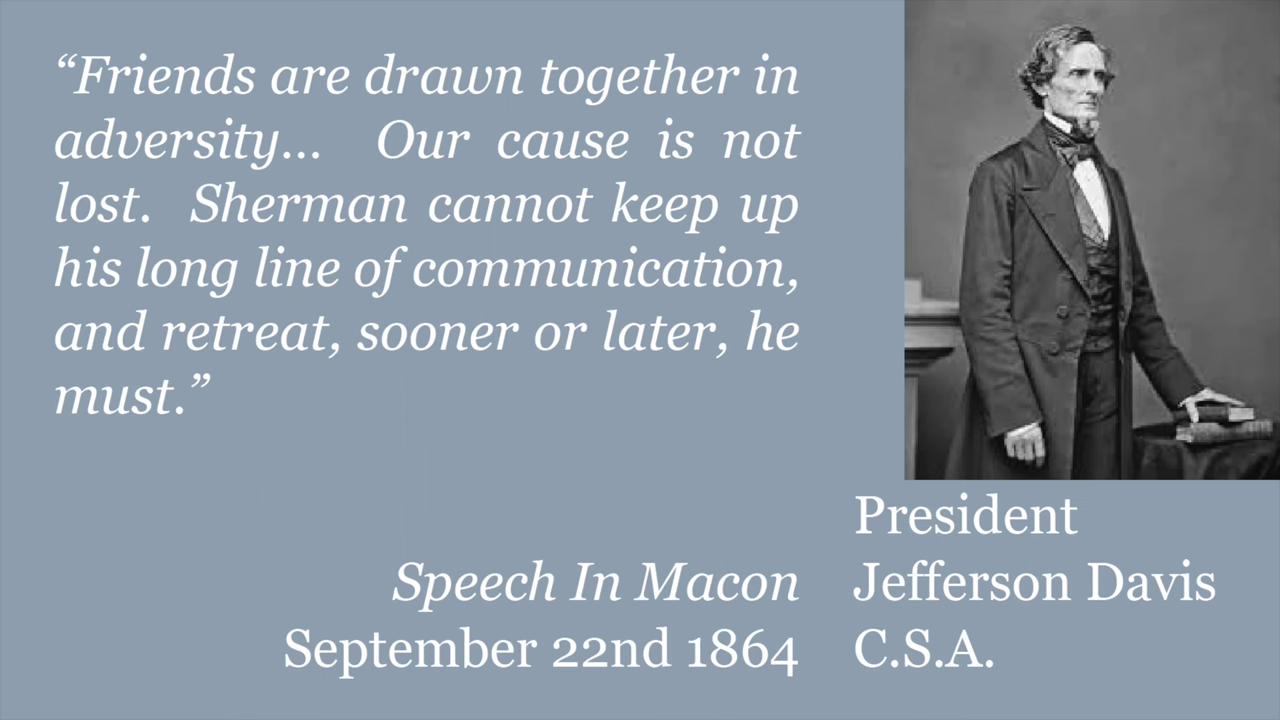 “Friends are drawn together in
adversity... Our cause is not
lost. Sherman cannot keep up
his long line of communication,
and retreat, sooner or later, he
must.”
Speech In Macon
September 22nd 1864
President
Jefferson Davis
C.S.A.